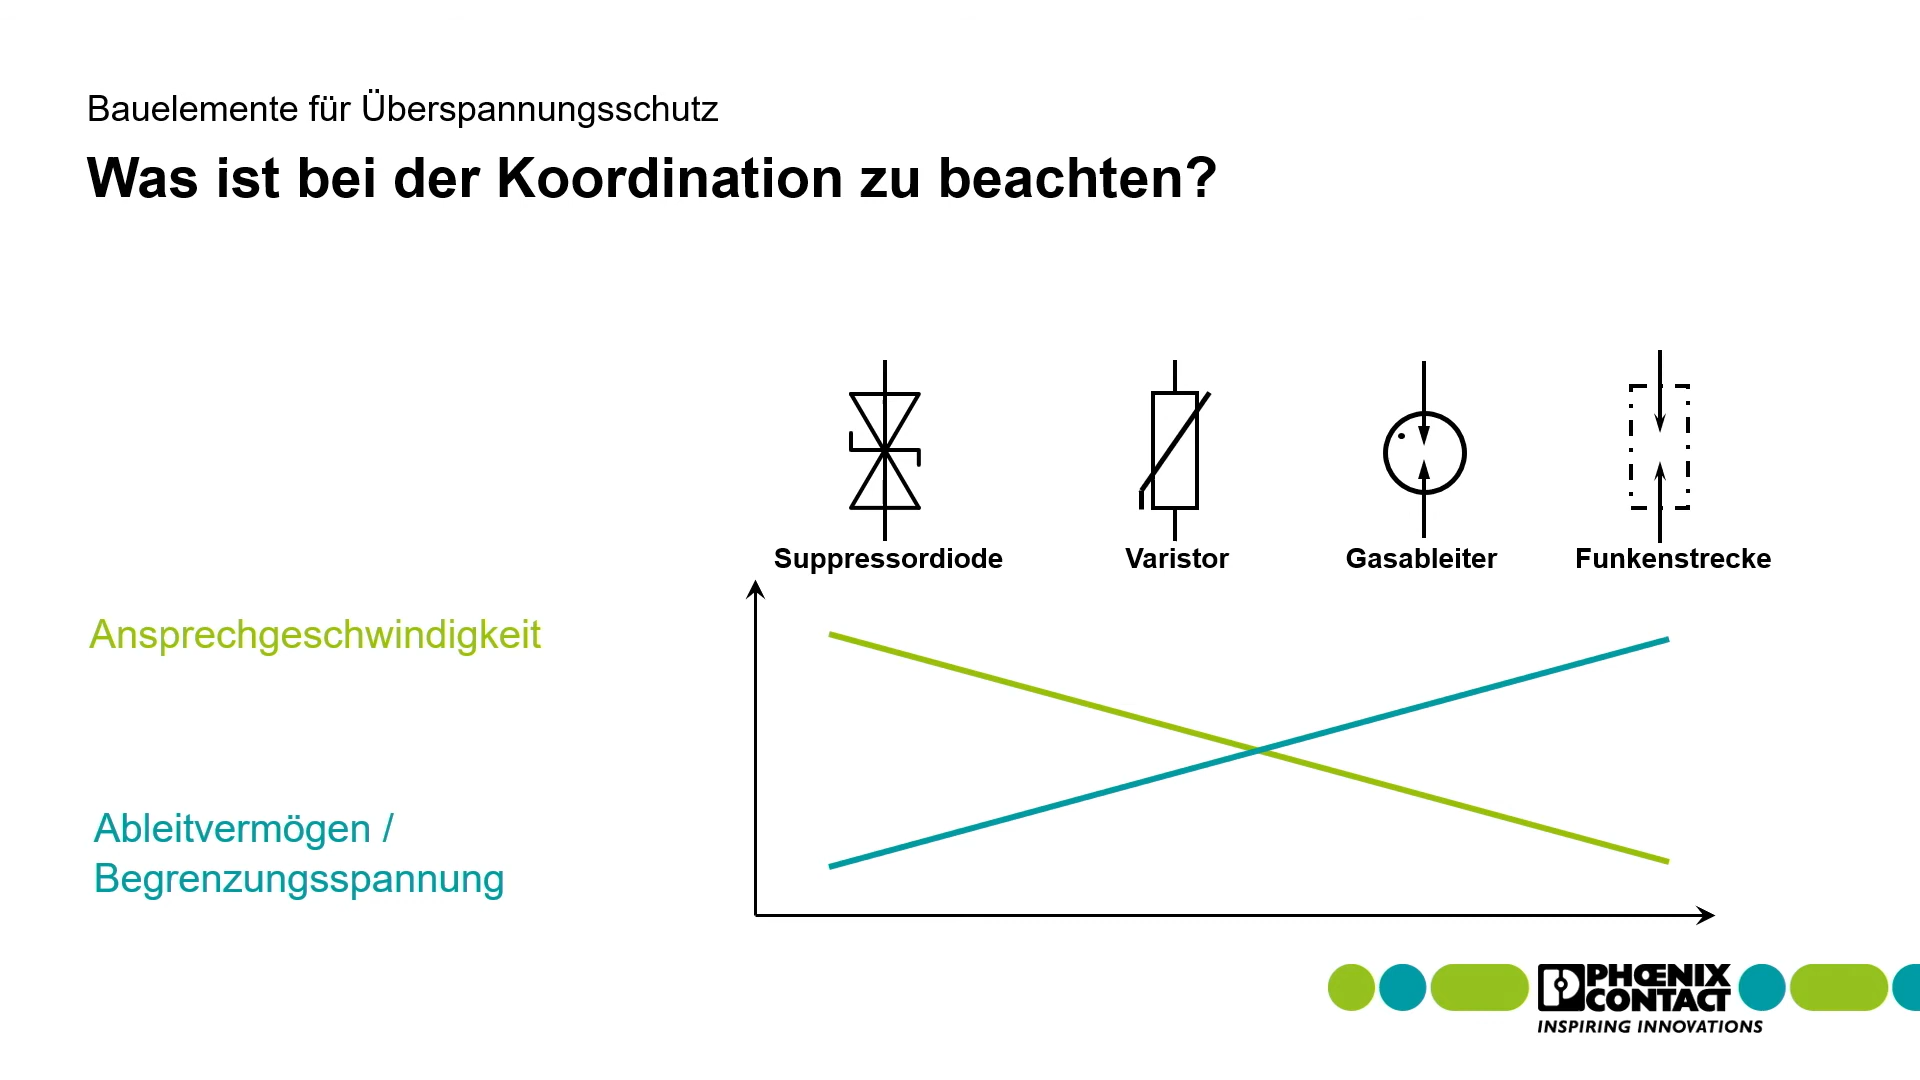 Bauelemente für Überspannungsschutz
Was ist bei der Koordination zu beachten?
Suppressordiode
Varistor
Gasableiter
Funkenstrecke
Ansprechgeschwindigkeit
Ableitvermögen /
Begrenzungsspannung
PHŒNIX
CONTACT
INSPIRING INNOVATIONS